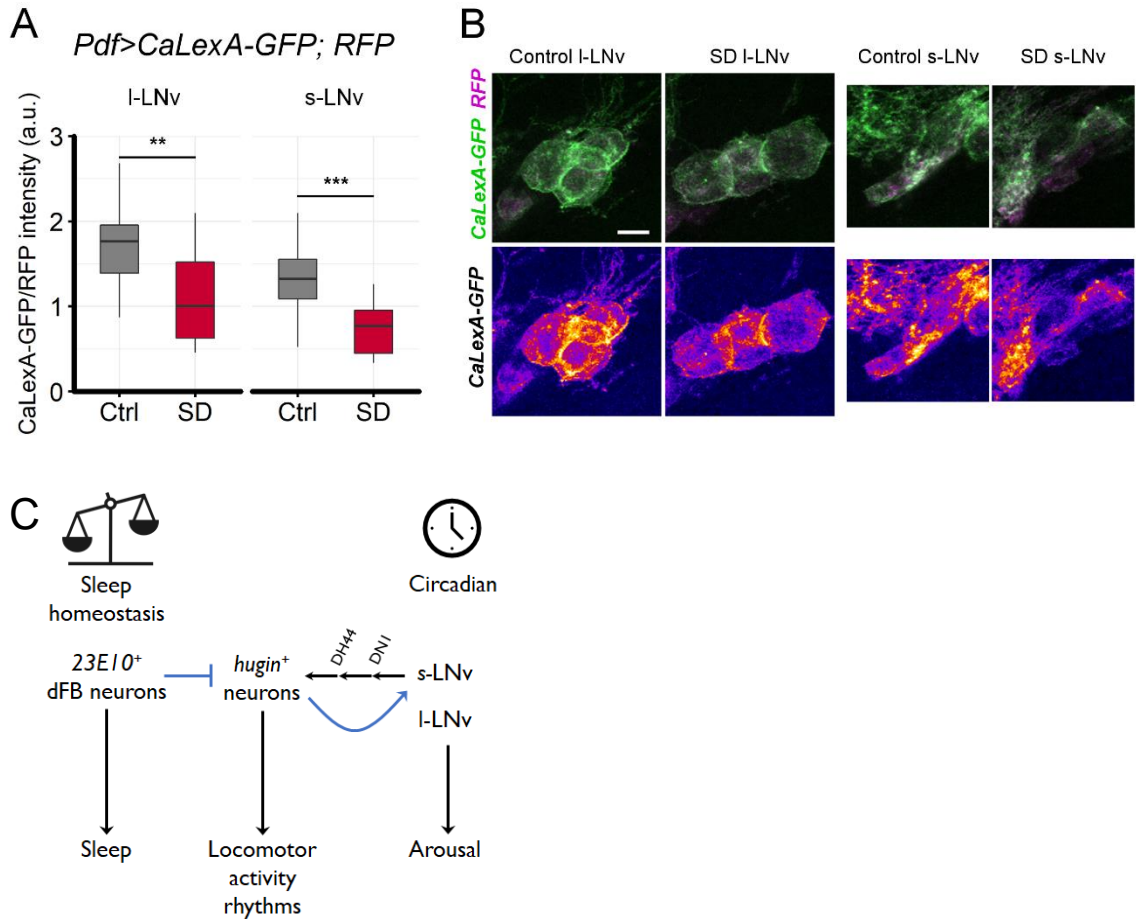 A
Pdf>CaLexA-GFP; RFP
l-LNv
s-LNv
CaLexA-GFP/RFP intensity (a.u.)
3
2
1
0
**
***
Ctrl
SD
Ctrl
SD
B
Control l-LNv
SD l-LNv
Control s-LNv
SD s-LNv
CaLexA-GFP RFP
CaLexA-GFP
C
Sleep
homeostasis
Circadian
23E10+
dFB neurons
hugin+
neurons
DH44
DN1
s-LNv
l-LNv
Sleep
Locomotor
activity
rhythms
Arousal